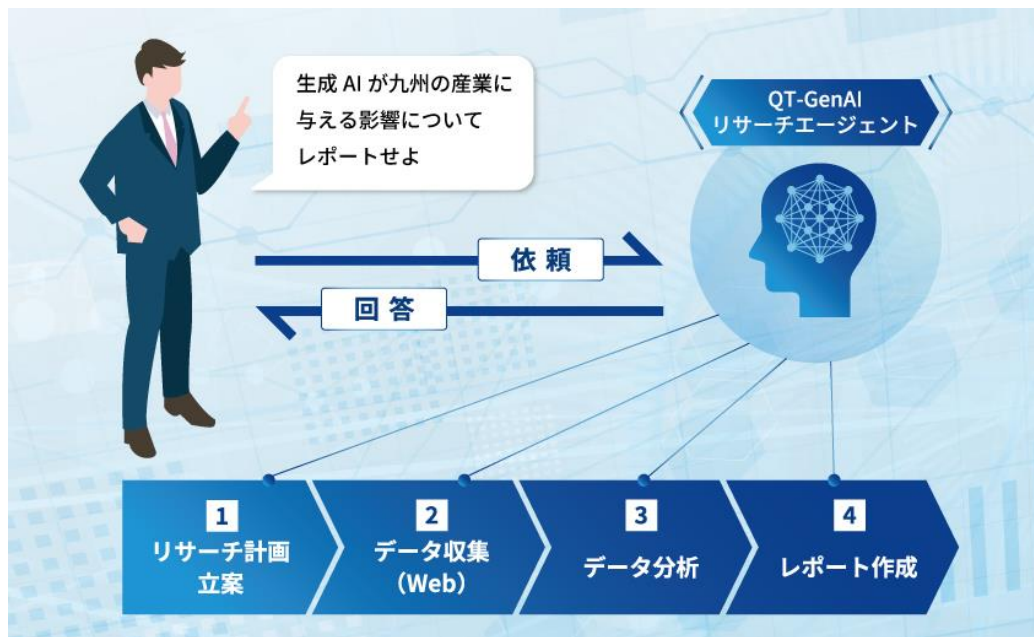 生成 AI が九州の産業に
与える影響について
レポートせよ
QT-GenAI
リサーチエージェント
依頼
回答
1
リサーチ計画
立案
2
データ収集
（Web）
3
データ分析
4
レポート作成